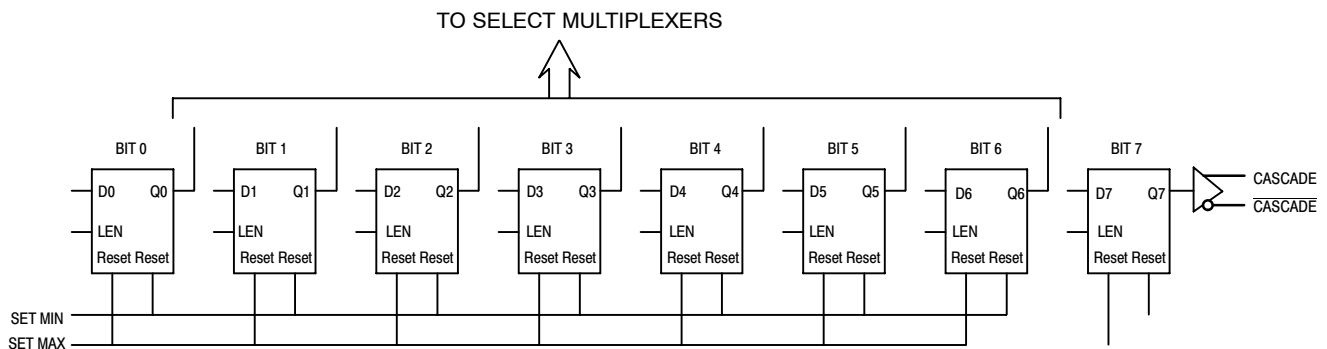 TO SELECT MULTIPLEXERS
BIT 0 BIT 1 BIT 2 BIT 3 BIT 4 BIT 5 BIT 6 BIT 7
D0 Q0 D1 Q1 D2 Q2 D3 Q3 D4 Q4 D5 Q5 D6 Q6 D7 Q7 CASCADE
CASCADE
LEN LEN LEN LEN LEN LEN LEN LEN
Reset Reset Reset Reset Reset Reset Reset Reset Reset Reset Reset Reset Reset Reset Reset Reset
SET MIN
SET MAX